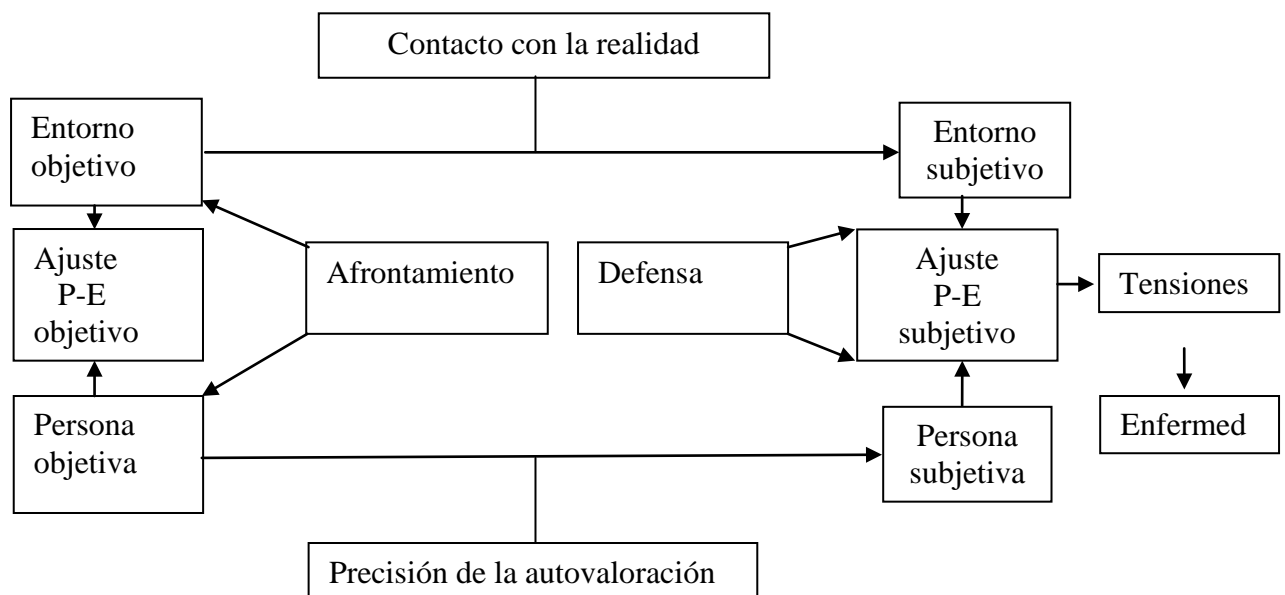 Contacto con la realidad
Entorno
objetivo
Entorno
subjetivo
Ajuste
P-E
objetivo
Afrontamiento
Defensa
Ajuste
P-E
subjetivo
Tensiones
Persona
objetiva
Persona
subjetiva
Enfermed
Precisión de la autovaloración